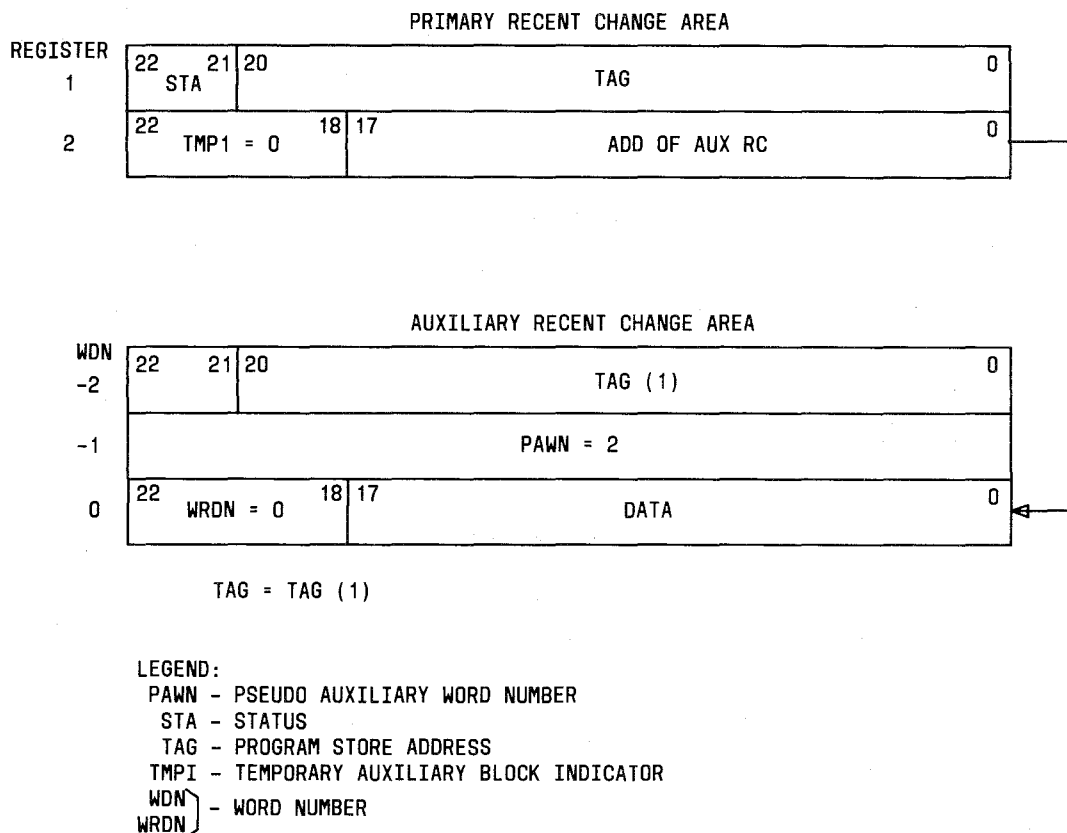 PRIMARY RECENT CHANGE AREA
REGISTER
1
22 21 20 0
STA TAG
2
22 18 17 0
TMP1 = 0 ADD OF AUX RC
AUXILIARY RECENT CHANGE AREA
WDN
-2
22 21 20 0
TAG (1)
-1 PAWN = 2
0
22 18 17 0
WRDN = 0 DATA
TAG = TAG (1)
LEGEND:
PAWN - PSEUDO AUXILIARY WORD NUMBER
STA - STATUS
TAG - PROGRAM STORE ADDRESS
TMPI - TEMPORARY AUXILIARY BLOCK INDICATOR
WDN
WRDN - WORD NUMBER